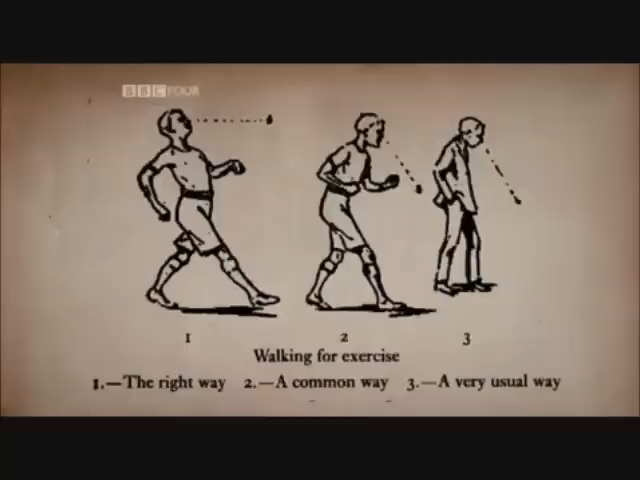 BBC FOUR
1 2 3
Walking for exercise
1.—The right way 2.—A common way 3.—A very usual way